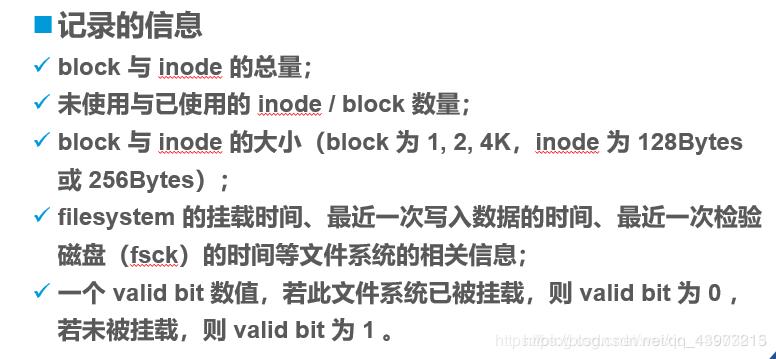 记录的信息
block 与 inode 的总量；
未使用与已使用的 inode / block 数量；
block 与 inode 的大小（block 为 1, 2, 4K，inode 为 128Bytes
或 256Bytes）；
filesystem 的挂载时间、最近一次写入数据的时间、最近一次检验
磁盘（fsck）的时间等文件系统的相关信息；
一个 valid bit 数值，若此文件系统已被挂载，则 valid bit 为 0 ，
若未被挂载，则 valid bit 为 1 。